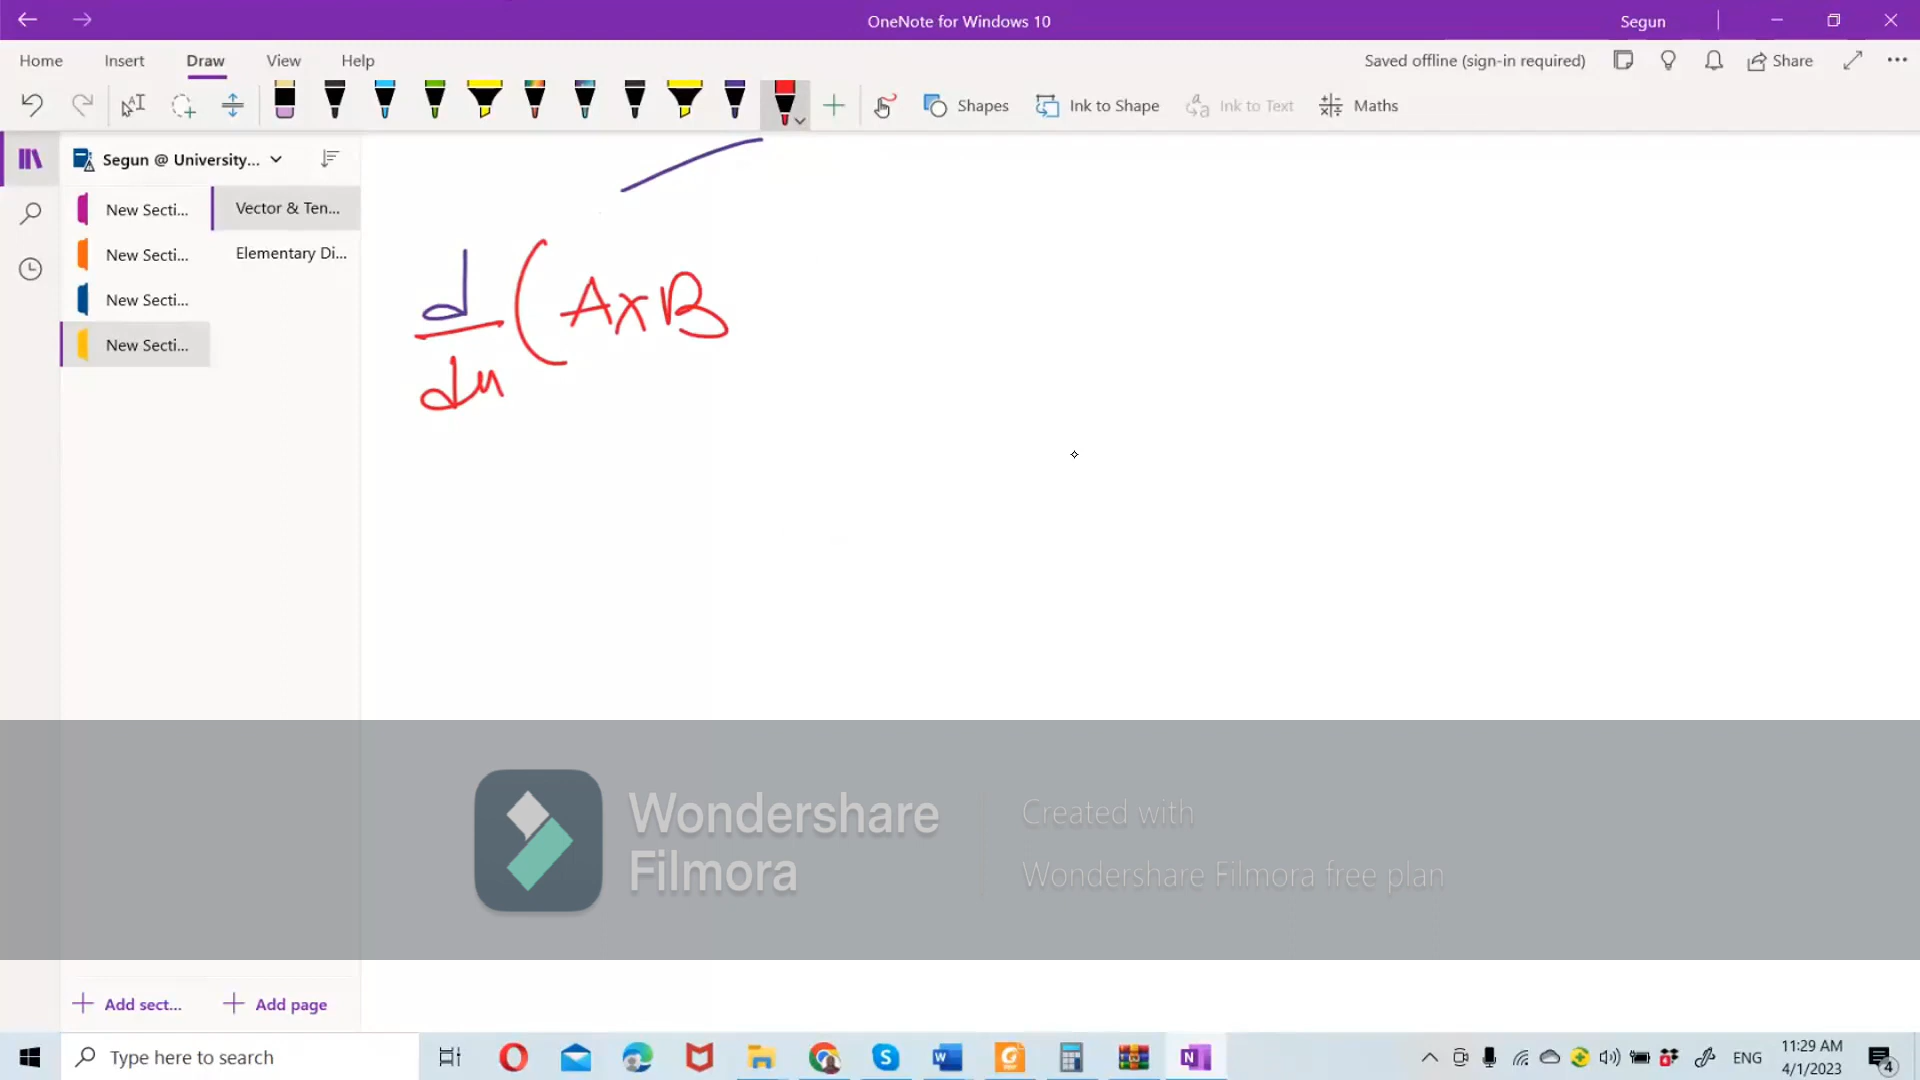 OneNote for Windows 10
Segun
Home Insert Draw View Help
Saved offline (sign-in required) Share
Shapes Ink to Shape Ink to Text Maths
Segun @ University...
New Secti...
New Secti...
New Secti...
New Secti...
Vector & Ten...
Elementary Di...
d/du (A×B
Wondershare
Filmora
Created with
Wondershare Filmora free plan
Add sect... Add page
Type here to search
ENG
11:29 AM
4/1/2023
4